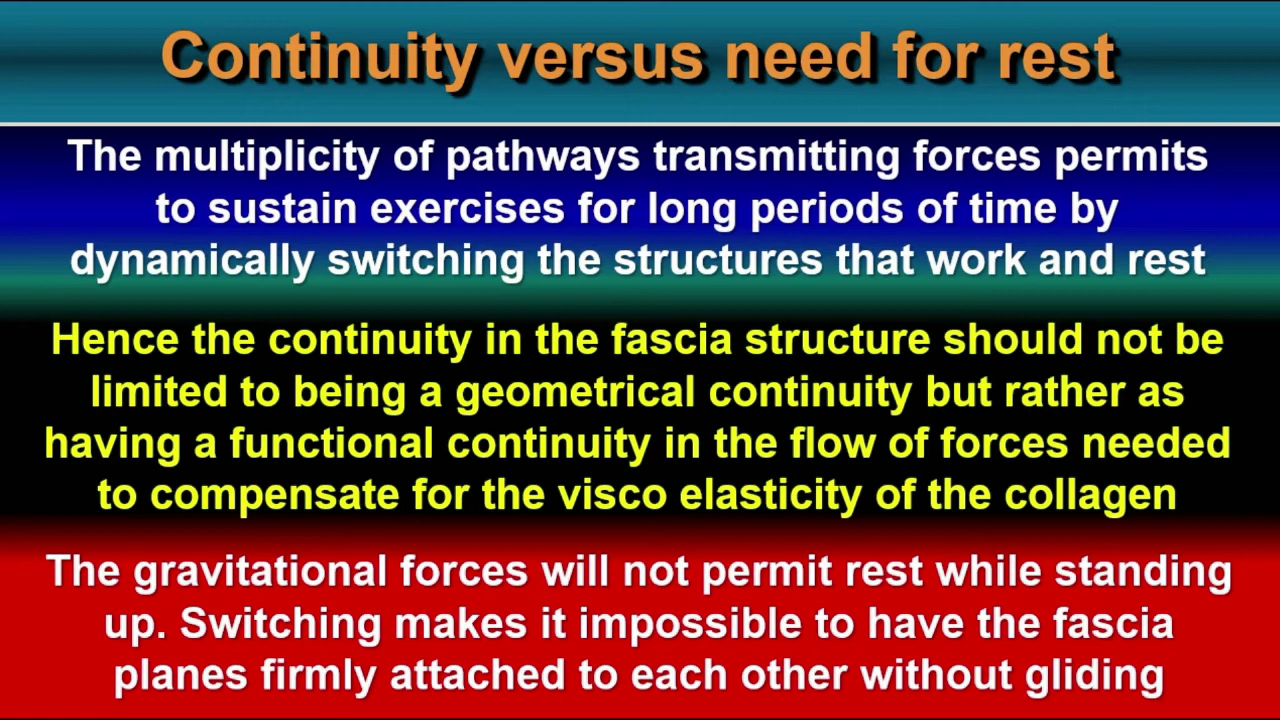 Continuity versus need for rest
The multiplicity of pathways transmitting forces permits
to sustain exercises for long periods of time by
dynamically switching the structures that work and rest
Hence the continuity in the fascia structure should not be
limited to being a geometrical continuity but rather as
having a functional continuity in the flow of forces needed
to compensate for the visco elasticity of the collagen
The gravitational forces will not permit rest while standing
up. Switching makes it impossible to have the fascia
planes firmly attached to each other without gliding